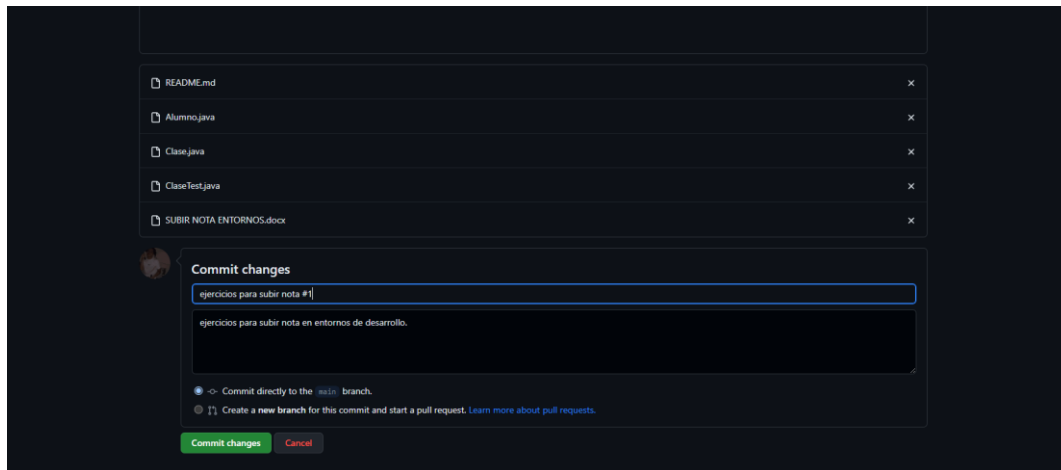 README.md
Alumno.java
Clase.java
ClaseTest.java
SUBIR NOTA ENTORNOS.docx
Commit changes
ejercicios para subir nota #1
ejercicios para subir nota en entornos de desarrollo.
Commit directly to the main branch.
Create a new branch for this commit and start a pull request. Learn more about pull requests.
Commit changes Cancel